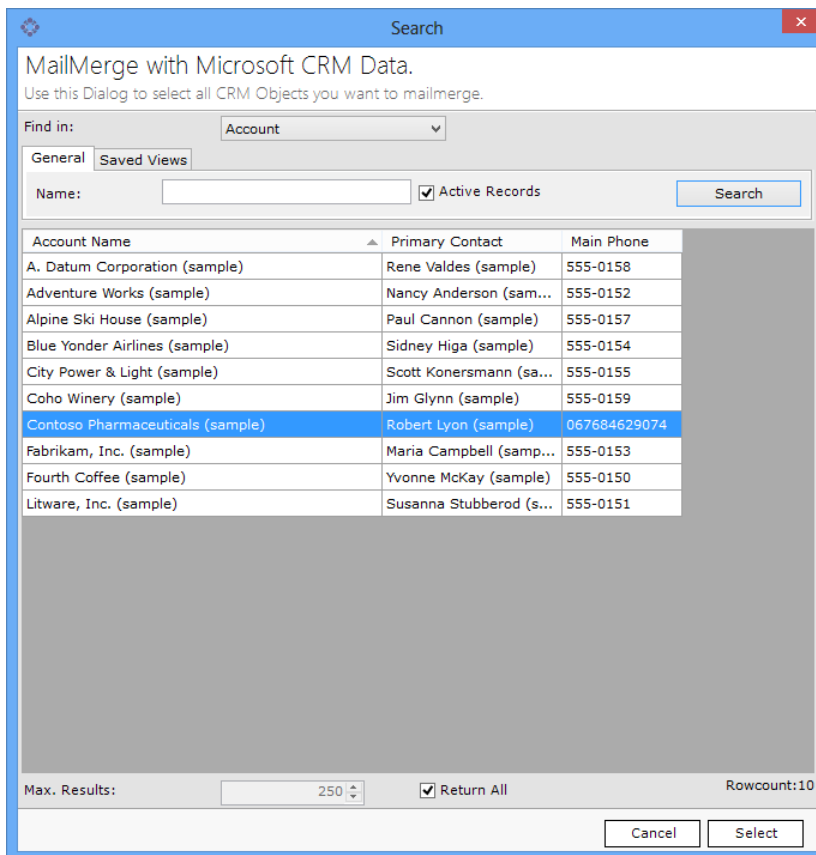 Search
MailMerge with Microsoft CRM Data.
Use this Dialog to select all CRM Objects you want to mailmerge.
Find in: Account
General Saved Views
Name: Active Records Search
Account Name Primary Contact Main Phone
A. Datum Corporation (sample) Rene Valdes (sample) 555-0158
Adventure Works (sample) Nancy Anderson (sam... 555-0152
Alpine Ski House (sample) Paul Cannon (sample) 555-0157
Blue Yonder Airlines (sample) Sidney Higa (sample) 555-0154
City Power & Light (sample) Scott Konersmann (sa... 555-0155
Coho Winery (sample) Jim Glynn (sample) 555-0159
Contoso Pharmaceuticals (sample) Robert Lyon (sample) 067684629074
Fabrikam, Inc. (sample) Maria Campbell (samp... 555-0153
Fourth Coffee (sample) Yvonne McKay (sample) 555-0150
Litware, Inc. (sample) Susanna Stubberod (s... 555-0151
Max. Results: 250 Return All Rowcount:10
Cancel Select